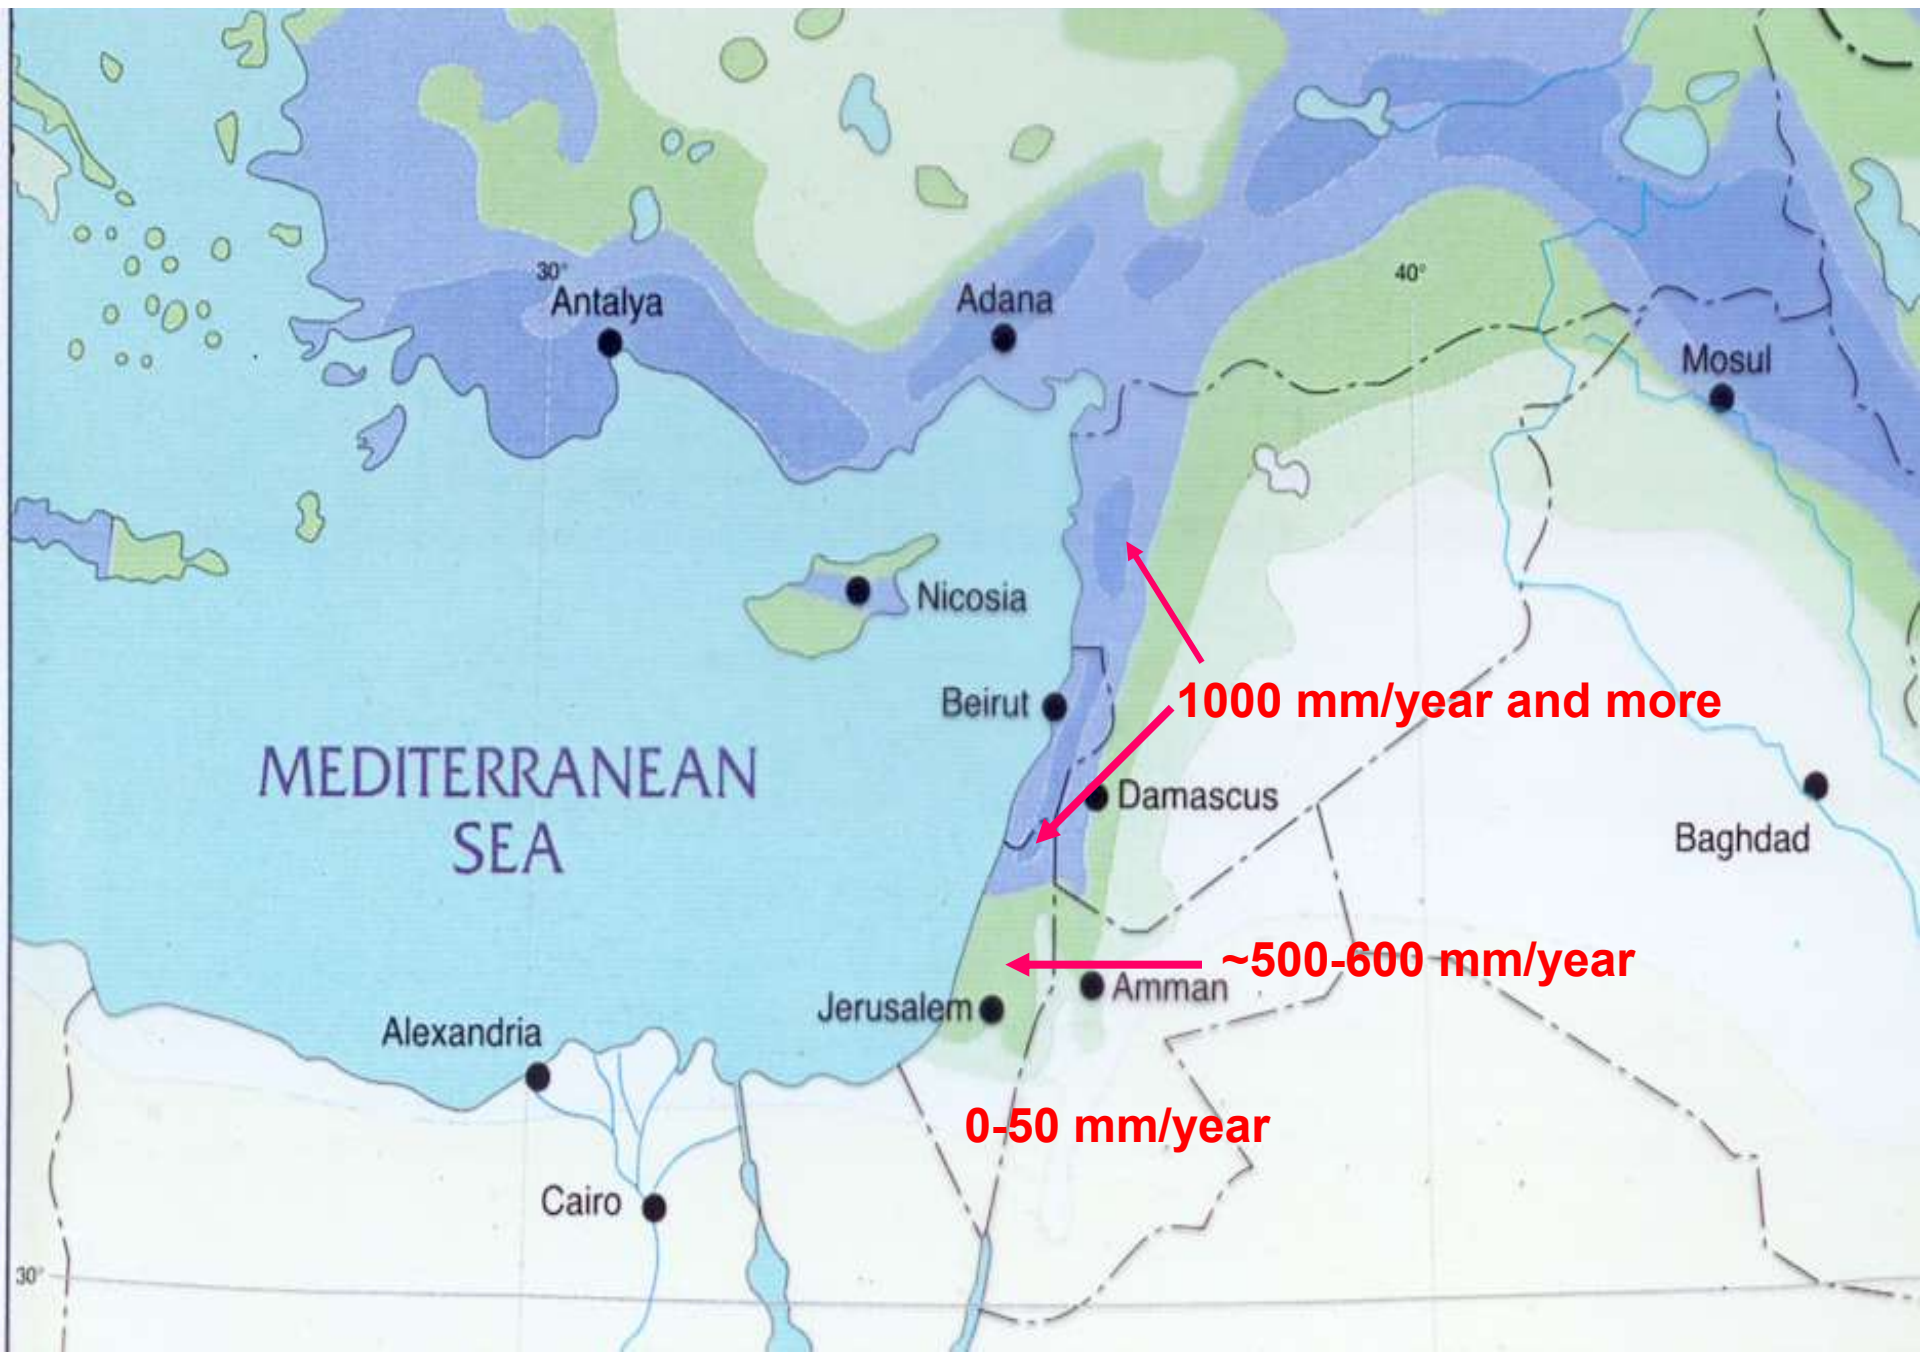 30°
40°
Antalya
Adana
Mosul
Nicosia
Beirut
1000 mm/year and more
MEDITERRANEAN
SEA
Damascus
Baghdad
~500-600 mm/year
Amman
Jerusalem
Alexandria
0-50 mm/year
Cairo
30°